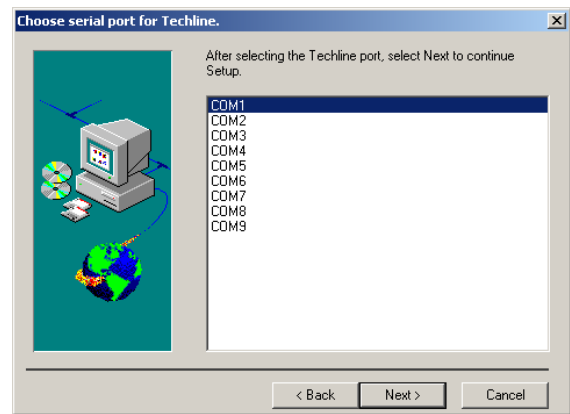 Choose serial port for Techline.
After selecting the Techline port, select Next to continue
Setup.
COM1
COM2
COM3
COM4
COM5
COM6
COM7
COM8
COM9
< Back
Next >
Cancel